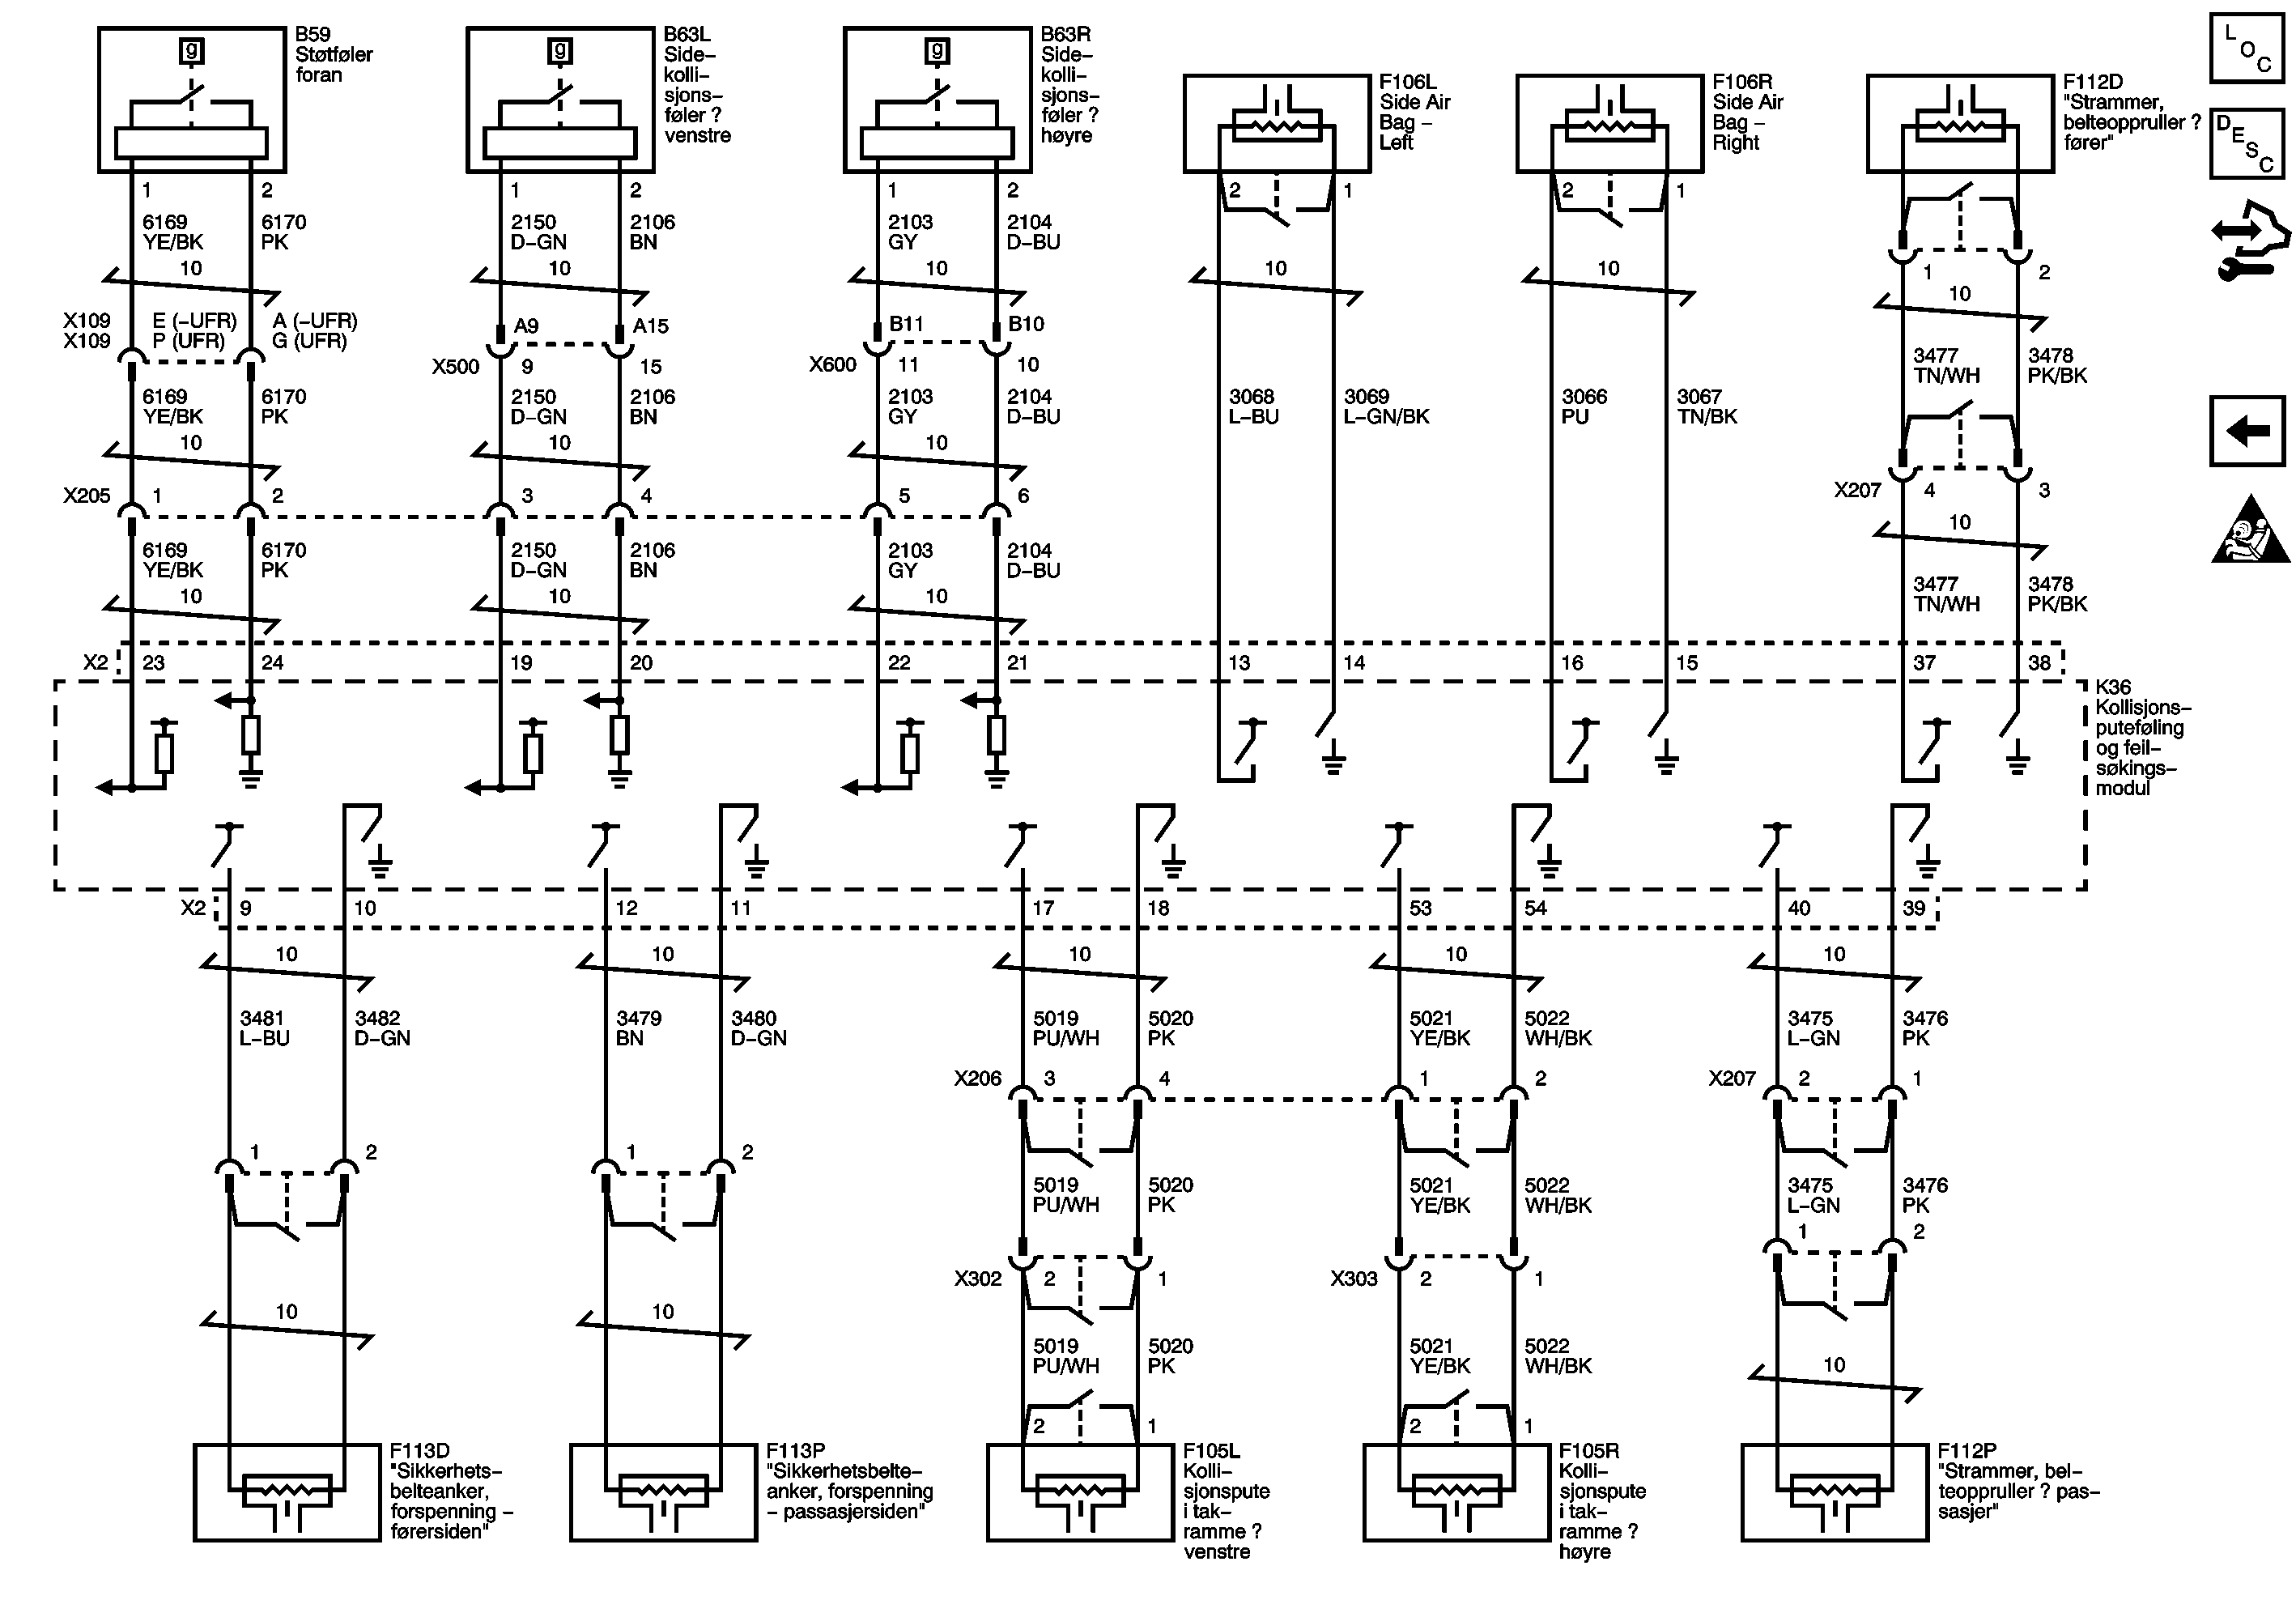 B59
Støtføler
foran
B63L
Side–
kolli–
sjons–
føler ?
venstre
B63R
Side–
kolli–
sjons–
føler ?
høyre
F106L
Side Air
Bag –
Left
F106R
Side Air
Bag –
Right
F112D
"Strammer,
belteoppruller ?
fører"
L O C
D E S C
g g g
1 2 1 2 1 2 2 1 2 1
6169 6170 2150 2106 2103 2104
YE/BK PK D–GN BN GY D–BU
10 10 10 10 10
1 2
10
X109 E (–UFR) A (–UFR)
X109 P (UFR) G (UFR)
A9 A15 B11 B10
X500 9 15 X600 11 10
3477 3478
TN/WH PK/BK
6169 6170 2150 2106 2103 2104 3068 3069 3066 3067
YE/BK PK D–GN BN GY D–BU L–BU L–GN/BK PU TN/BK
10 10 10
X205 1 2 3 4 5 6
X207 4 3
10
6169 6170 2150 2106 2103 2104
YE/BK PK D–GN BN GY D–BU
10 10 10
3477 3478
TN/WH PK/BK
X2 23 24 19 20 22 21 13 14 16 15 37 38
K36
Kollisjons–
puteføling
og feil–
søkings–
modul
X2 9 10 12 11 17 18 53 54 40 39
10 10 10 10 10
3481 3482 3479 3480 5019 5020 5021 5022 3475 3476
L–BU D–GN BN D–GN PU/WH PK YE/BK WH/BK L–GN PK
X206 3 4 1 2 X207 2 1
1 2 1 2
5019 5020 5021 5022 3475 3476
PU/WH PK YE/BK WH/BK L–GN PK
1 2
X302 2 1 X303 2 1
10 10
5019 5020 5021 5022
PU/WH PK YE/BK WH/BK
10
2 1 2 1
F113D
"Sikkerhets–
belteanker,
forspenning –
førersiden"
F113P
"Sikkerhetsbelte–
anker, forspenning
– passasjersiden"
F105L
Kolli–
sjonspute
i tak–
ramme ?
venstre
F105R
Kolli–
sjonspute
i tak–
ramme ?
høyre
F112P
"Strammer, bel–
teoppruller ? pas–
sasjer"